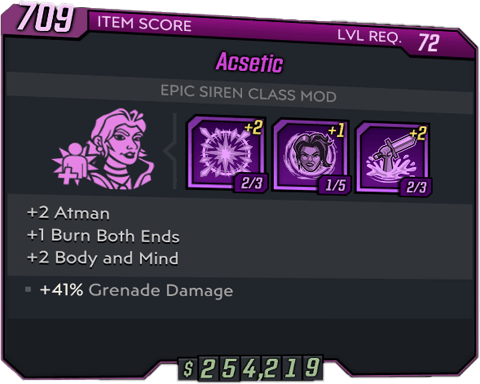 709 ITEM SCORE LVL REQ. 72
Acsetic
EPIC SIREN CLASS MOD
+2 +1 +2
2/3 1/5 2/3
+2 Atman
+1 Burn Both Ends
+2 Body and Mind
+41% Grenade Damage
$ 254,219